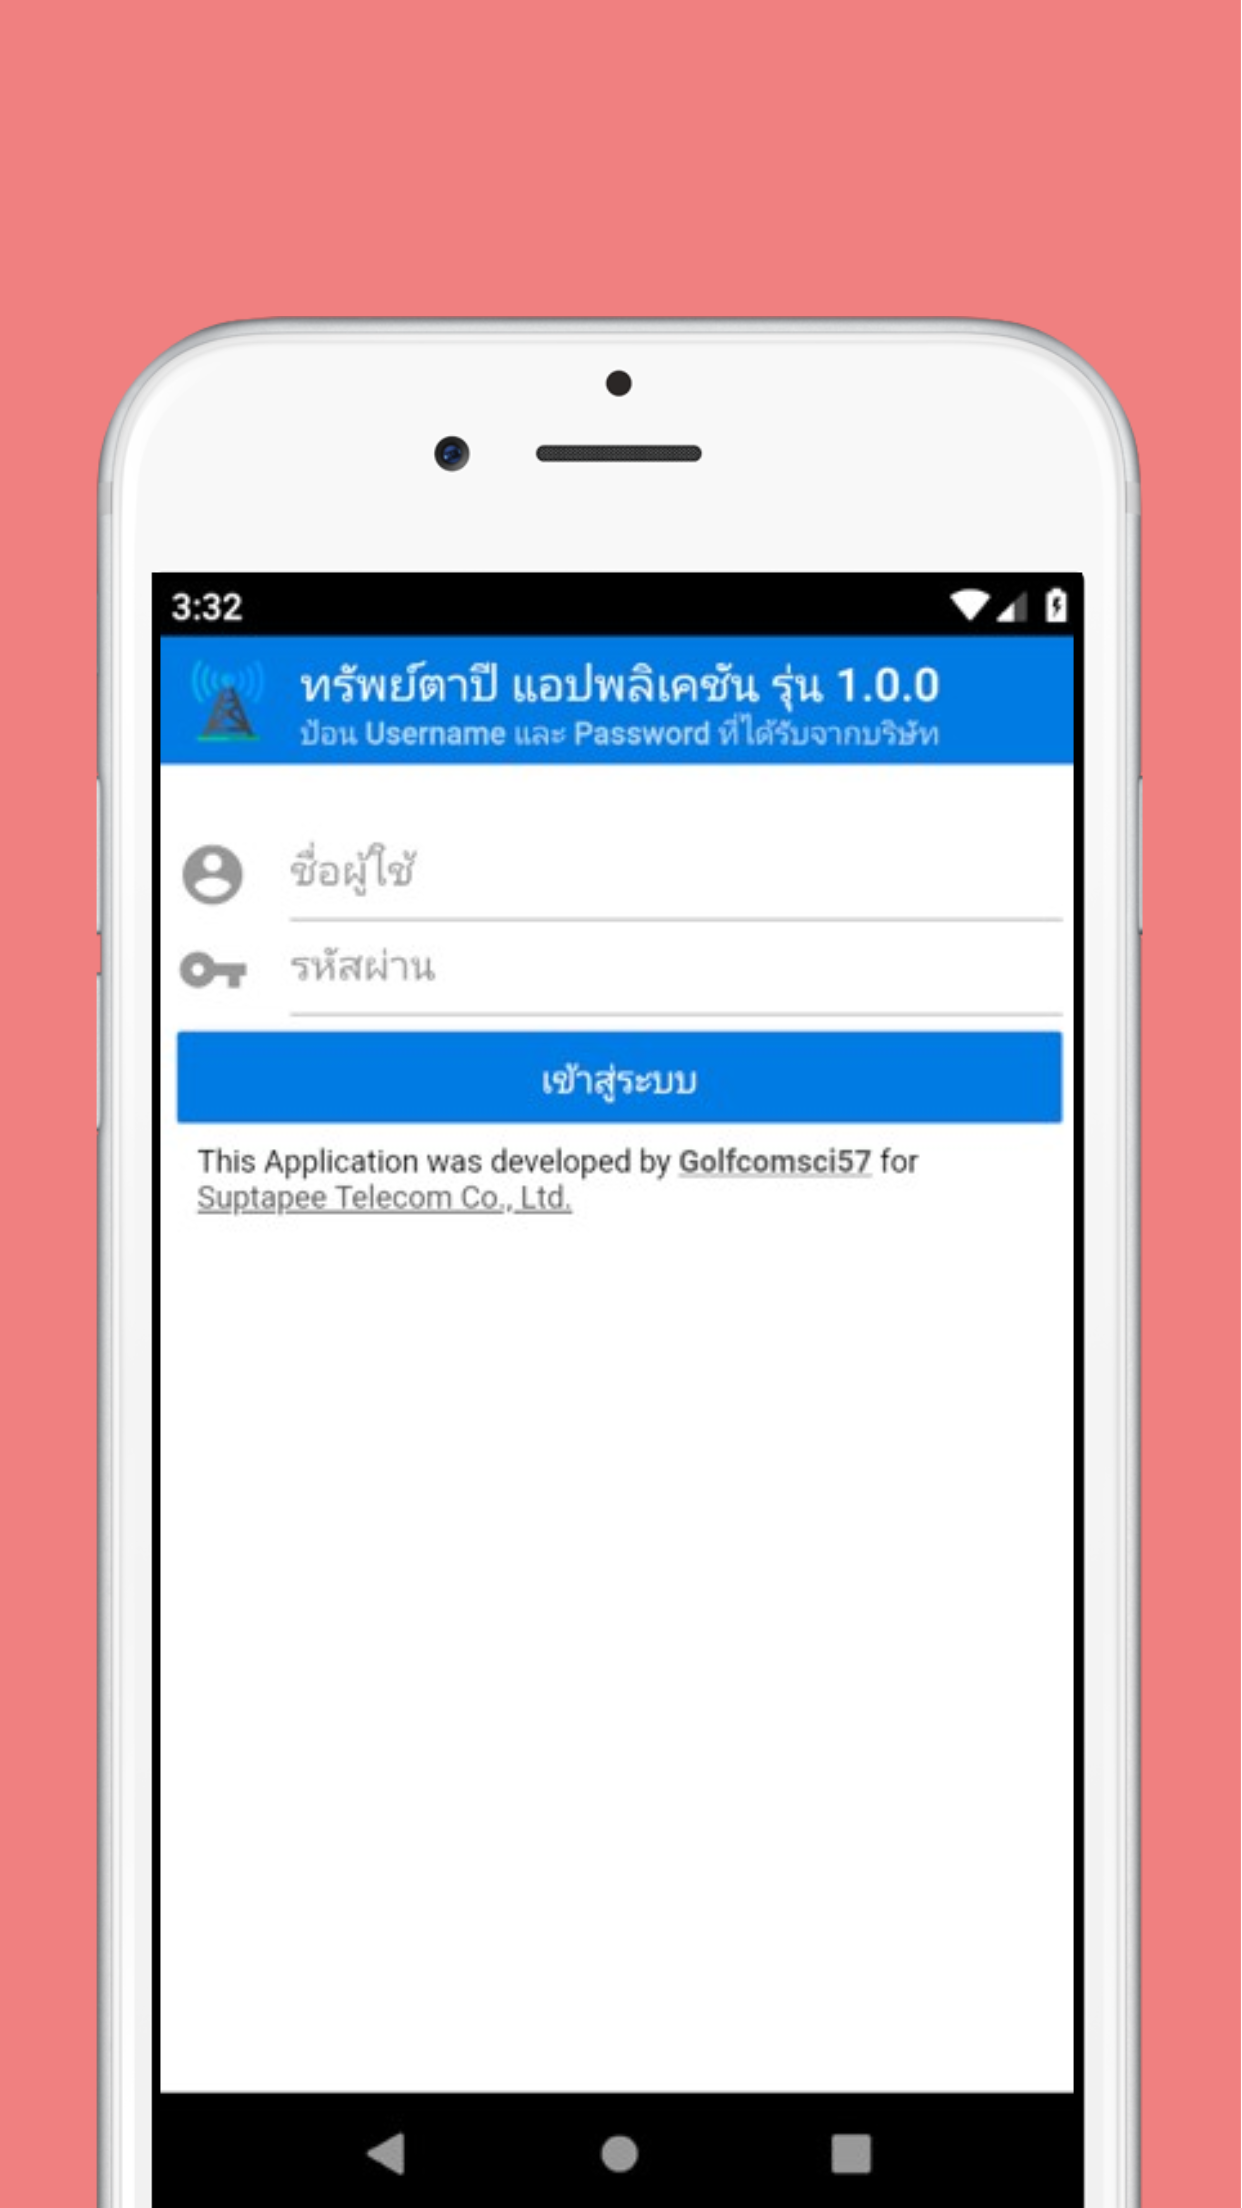 3:32
ทรัพย์ตาปี แอปพลิเคชัน รุ่น 1.0.0
ป้อน Username และ Password ที่ได้รับจากบริษัท
ชื่อผู้ใช้
รหัสผ่าน
เข้าสู่ระบบ
This Application was developed by Golfcomsci57 for
Suptapee Telecom Co., Ltd.